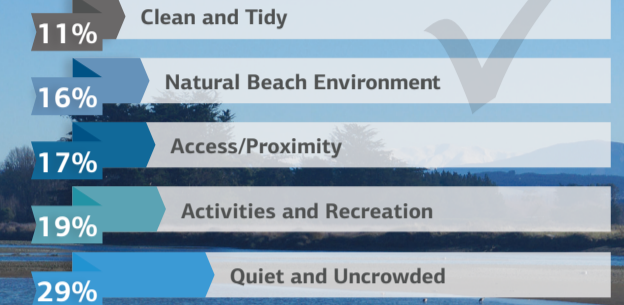 Clean and Tidy
11%
Natural Beach Environment
16%
Access/Proximity
17%
Activities and Recreation
19%
Quiet and Uncrowded
29%